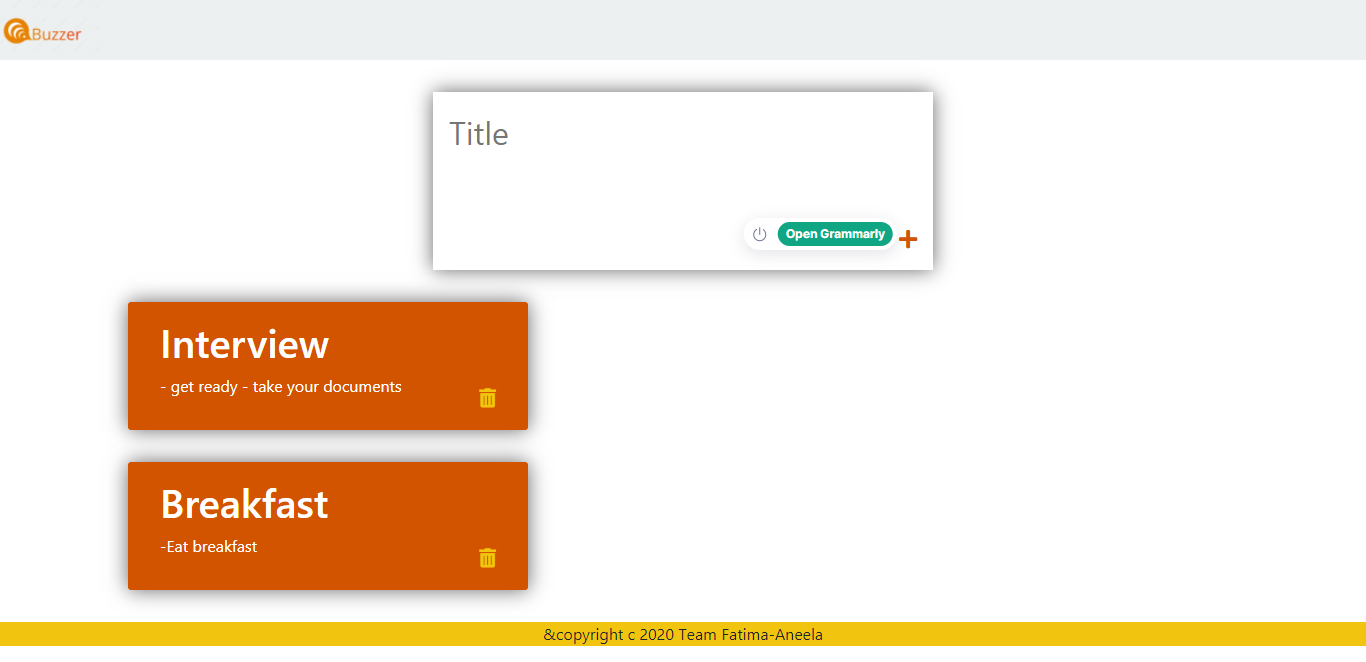 Buzzer
Title
Open Grammarly
Interview
- get ready - take your documents
Breakfast
-Eat breakfast
&copyright c 2020 Team Fatima-Aneela